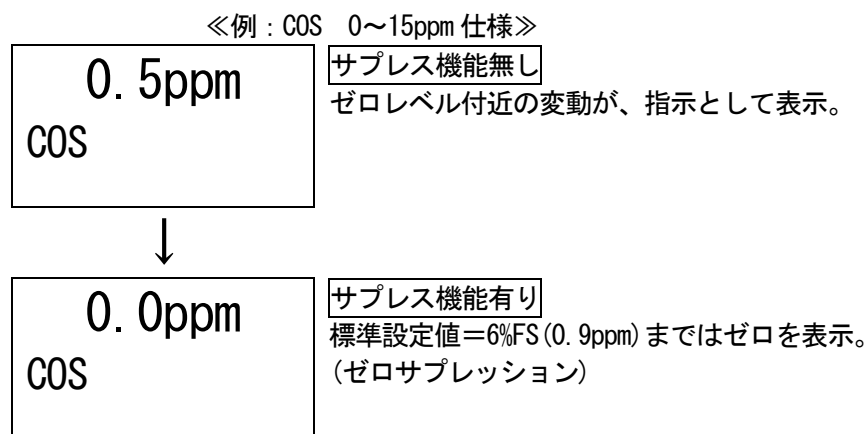 ≪例：COS　0～15ppm 仕様≫
0.5ppm
COS
サプレス機能無し
ゼロレベル付近の変動が、指示として表示。
↓
0.0ppm
COS
サプレス機能有り
標準設定値＝6%FS(0.9ppm)まではゼロを表示。
(ゼロサプレッション)